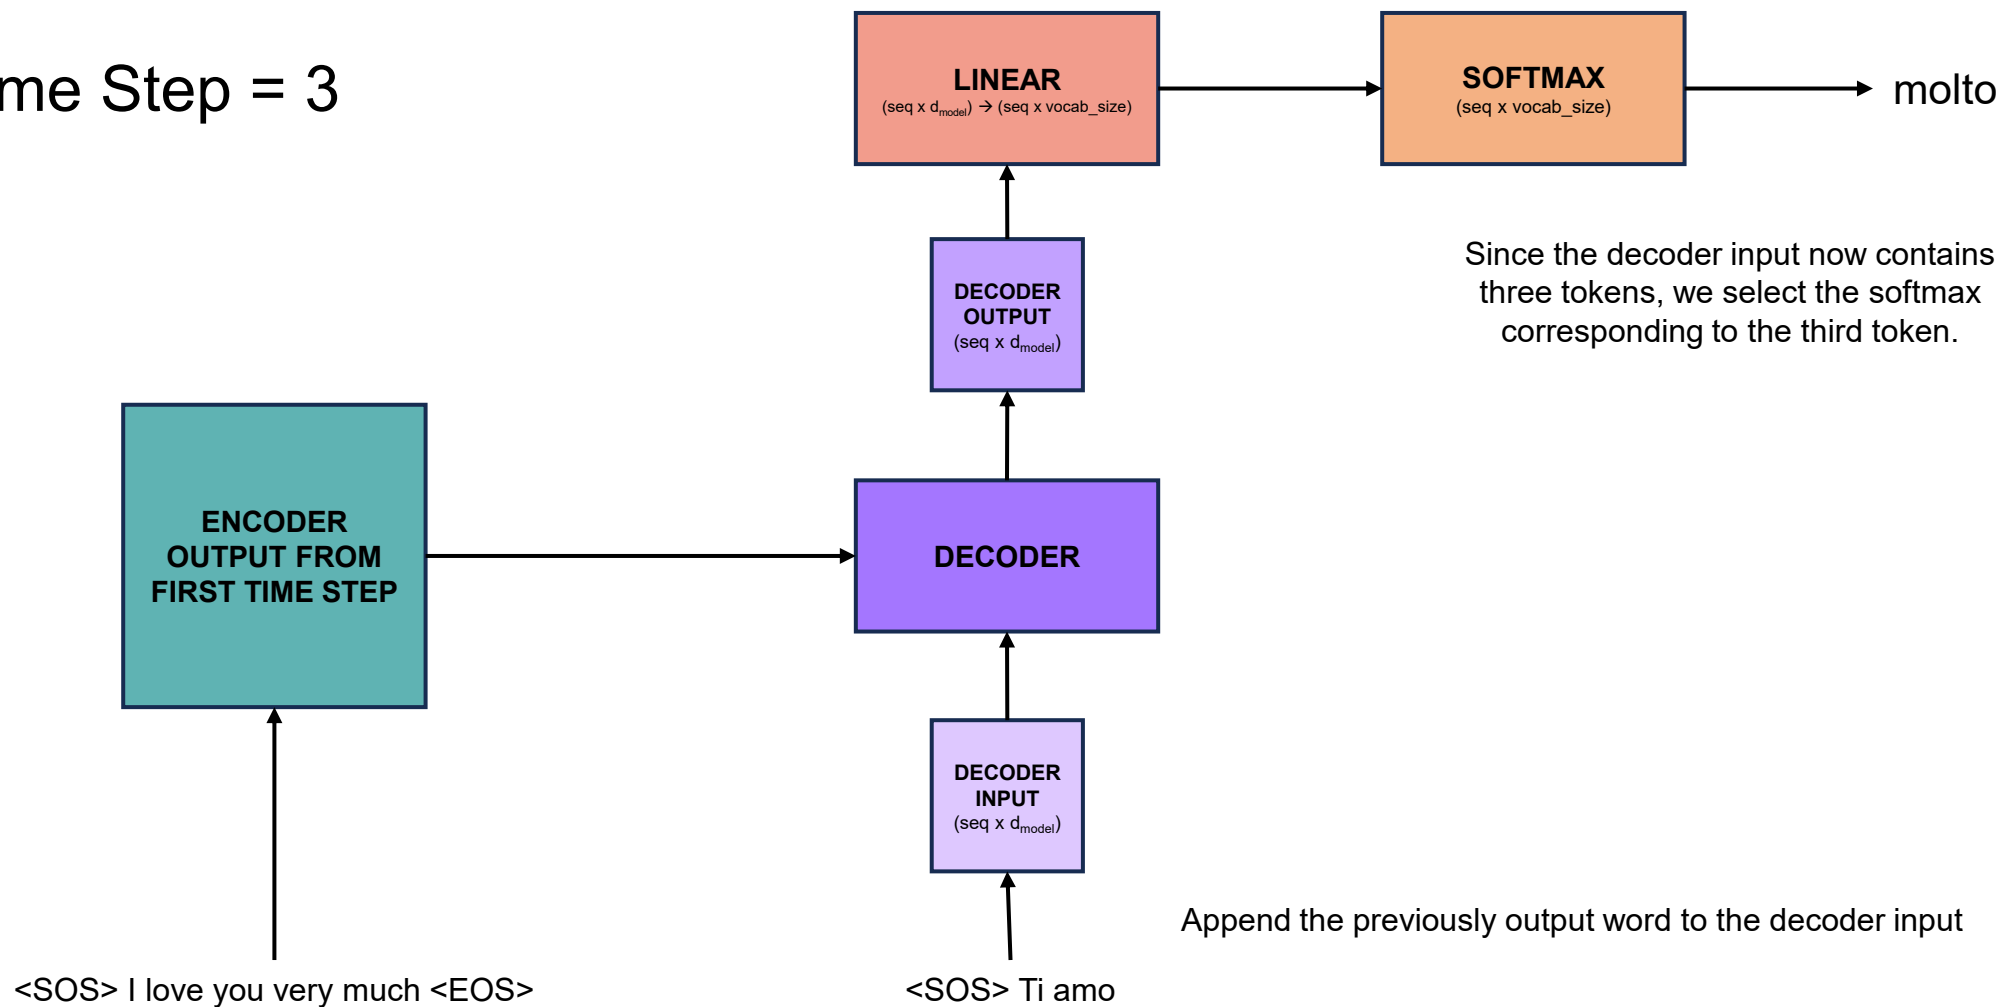 me Step = 3
LINEAR
(seq x d_model) → (seq x vocab_size)
SOFTMAX
(seq x vocab_size)
molto
Since the decoder input now contains
three tokens, we select the softmax
corresponding to the third token.
DECODER
OUTPUT
(seq x d_model)
ENCODER
OUTPUT FROM
FIRST TIME STEP
DECODER
DECODER
INPUT
(seq x d_model)
Append the previously output word to the decoder input
<SOS> I love you very much <EOS>
<SOS> Ti amo